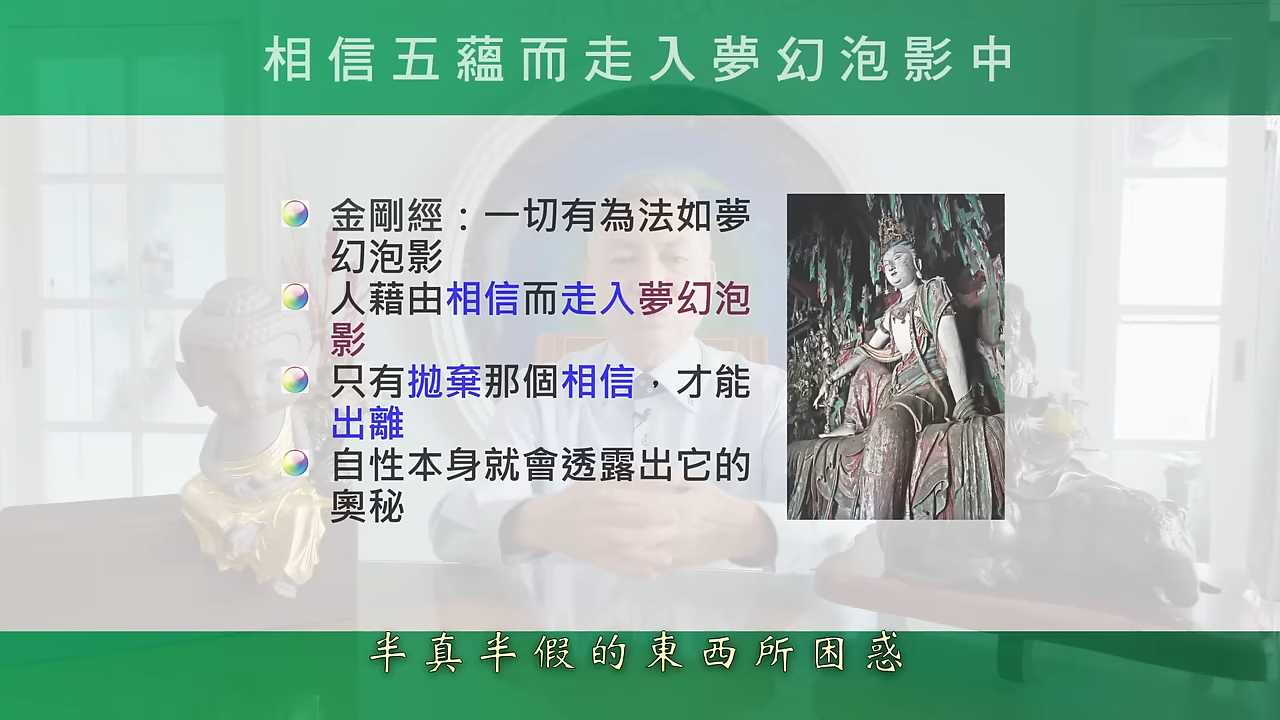 相信五蘊而走入夢幻泡影中
金剛經：一切有為法如夢
幻泡影
人藉由相信而走入夢幻泡
影
只有拋棄那個相信，才能
出離
自性本身就會透露出它的
奧秘
半真半假的東西所困惑